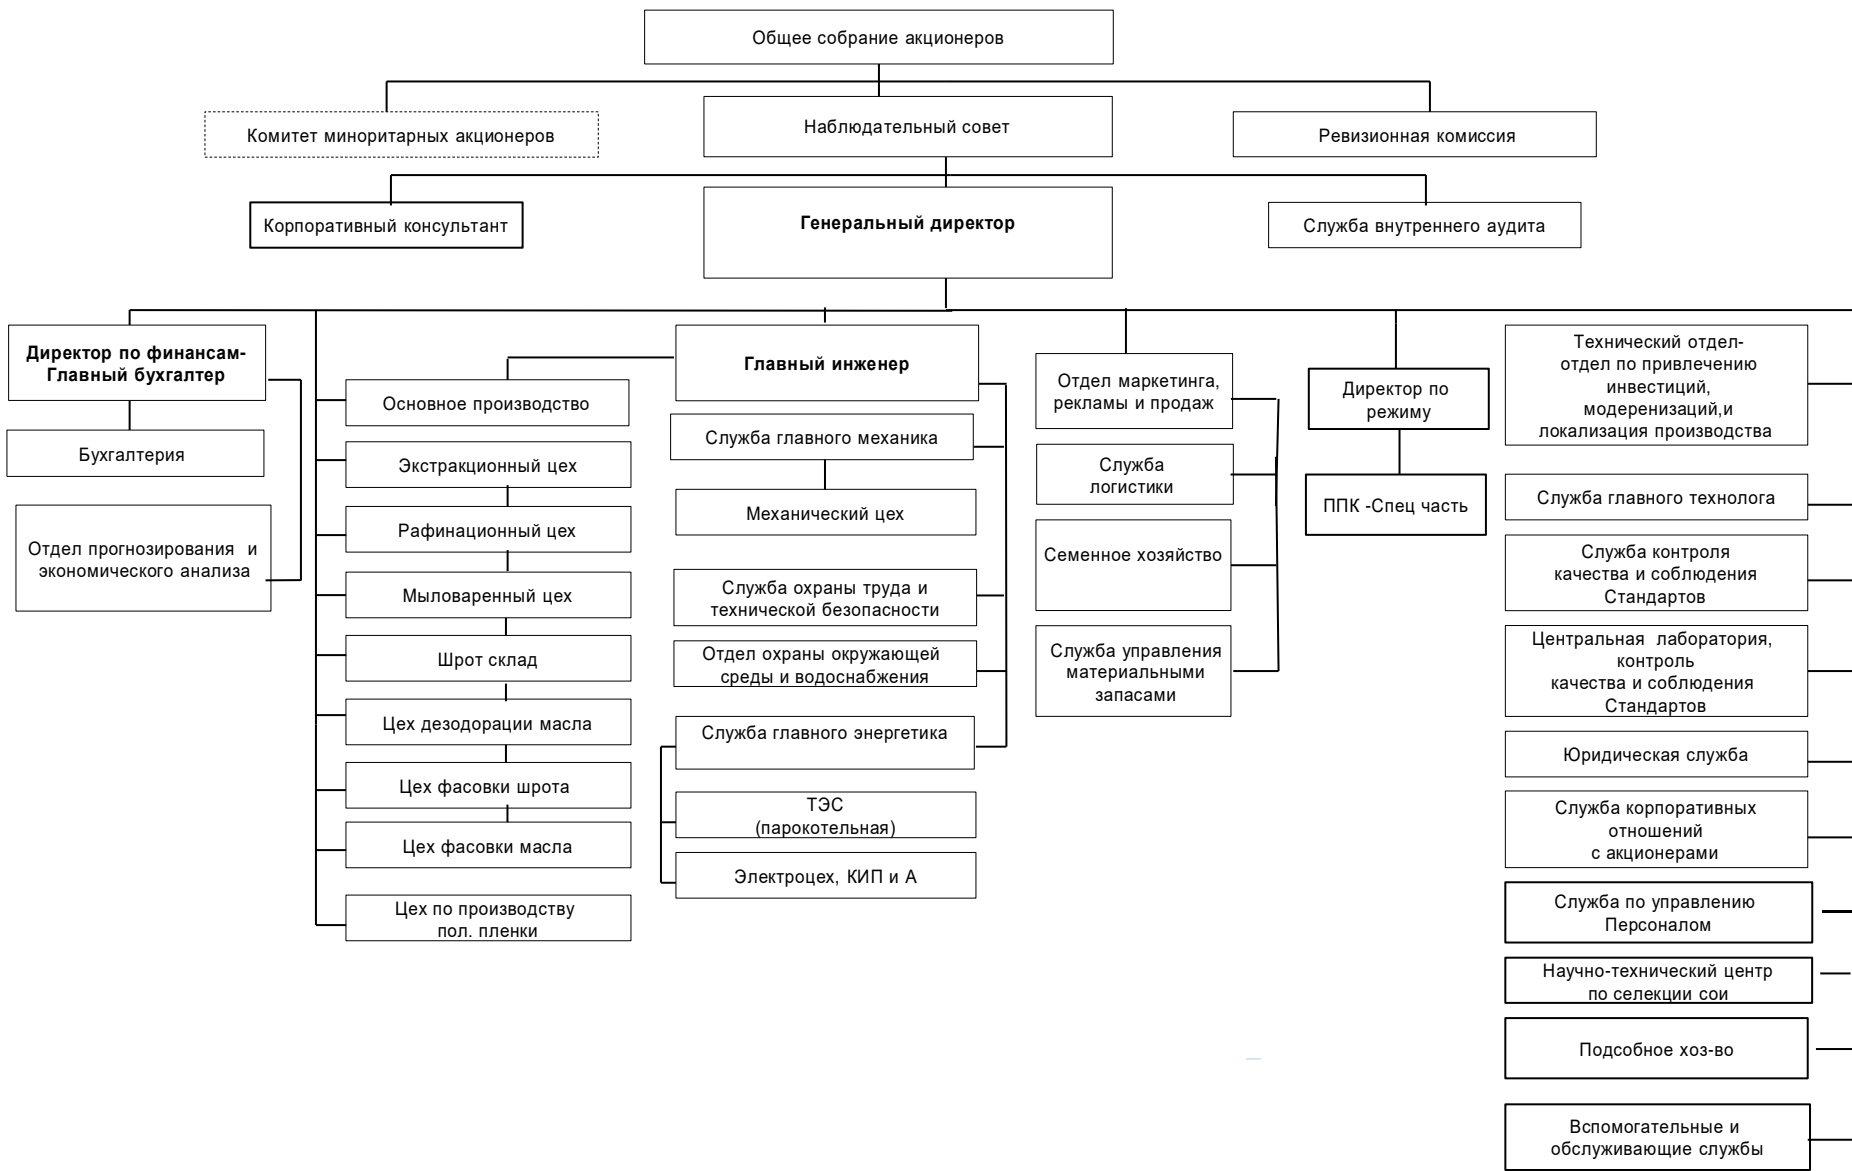 Общее собрание акционеров
Комитет миноритарных акционеров
Наблюдательный совет
Ревизионная комиссия
Корпоративный консультант
Генеральный директор
Служба внутреннего аудита
Директор по финансам-
Главный бухгалтер
Бухгалтерия
Отдел прогнозирования и
экономического анализа
Основное производство
Экстракционный цех
Рафинационный цех
Мыловаренный цех
Шрот склад
Цех дезодорации масла
Цех фасовки шрота
Цех фасовки масла
Цех по производству
пол. пленки
Главный инженер
Служба главного механика
Механический цех
Служба охраны труда и
технической безопасности
Отдел охраны окружающей
среды и водоснабжения
Служба главного энергетика
ТЭС
(парокотельная)
Электроцех, КИП и А
Отдел маркетинга,
рекламы и продаж
Служба
логистики
Семенное хозяйство
Служба управления
материальными
запасами
Директор по
режиму
ППК -Спец часть
Технический отдел-
отдел по привлечению
инвестиций,
модеренизаций,и
локализация производства
Служба главного технолога
Служба контроля
качества и соблюдения
Стандартов
Центральная лаборатория,
контроль
качества и соблюдения
Стандартов
Юридическая служба
Служба корпоративных
отношений
с акционерами
Служба по управлению
Персоналом
Научно-технический центр
по селекции сои
Подсобное хоз-во
Вспомогательные и
обслуживающие службы